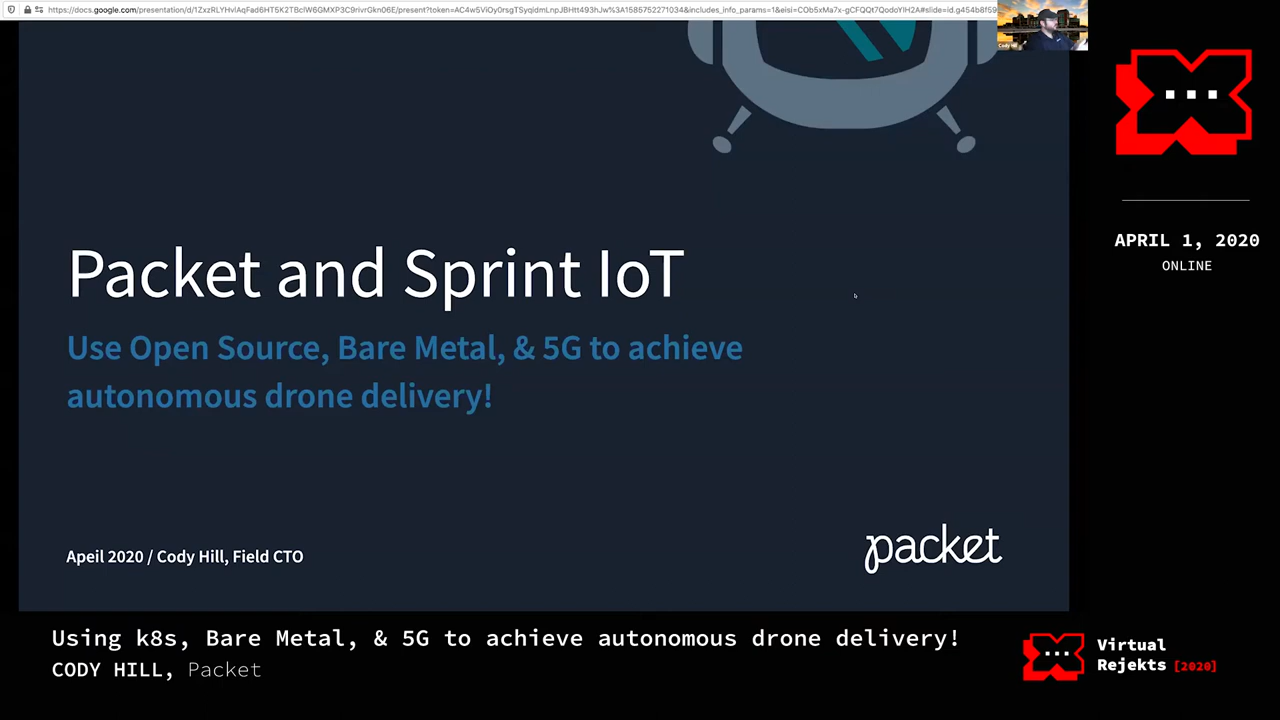 Cody Hill
APRIL 1, 2020
ONLINE
Packet and Sprint IoT
Use Open Source, Bare Metal, & 5G to achieve
autonomous drone delivery!
Apeil 2020 / Cody Hill, Field CTO
packet
Using k8s, Bare Metal, & 5G to achieve autonomous drone delivery!
CODY HILL, Packet
Virtual
Rejekts [2020]